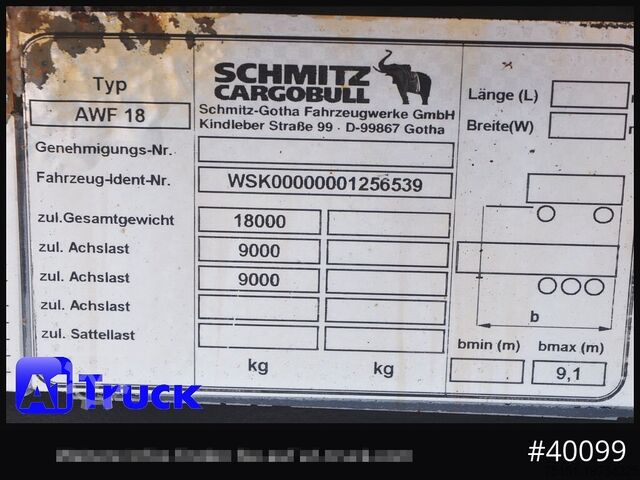 Typ
AWF 18
SCHMITZ
CARGOBULL
Schmitz-Gotha Fahrzeugwerke GmbH
Kindleber Straße 99 · D-99867 Gotha
Länge (L)
Breite(W)
Genehmigungs-Nr.
Fahrzeug-Ident-Nr. WSK00000001256539
zul.Gesamtgewicht 18000
zul. Achslast 9000
zul. Achslast 9000
zul. Achslast
zul. Sattellast
kg kg
b
bmin (m) bmax (m)
9,1
A1 Truck
#40099